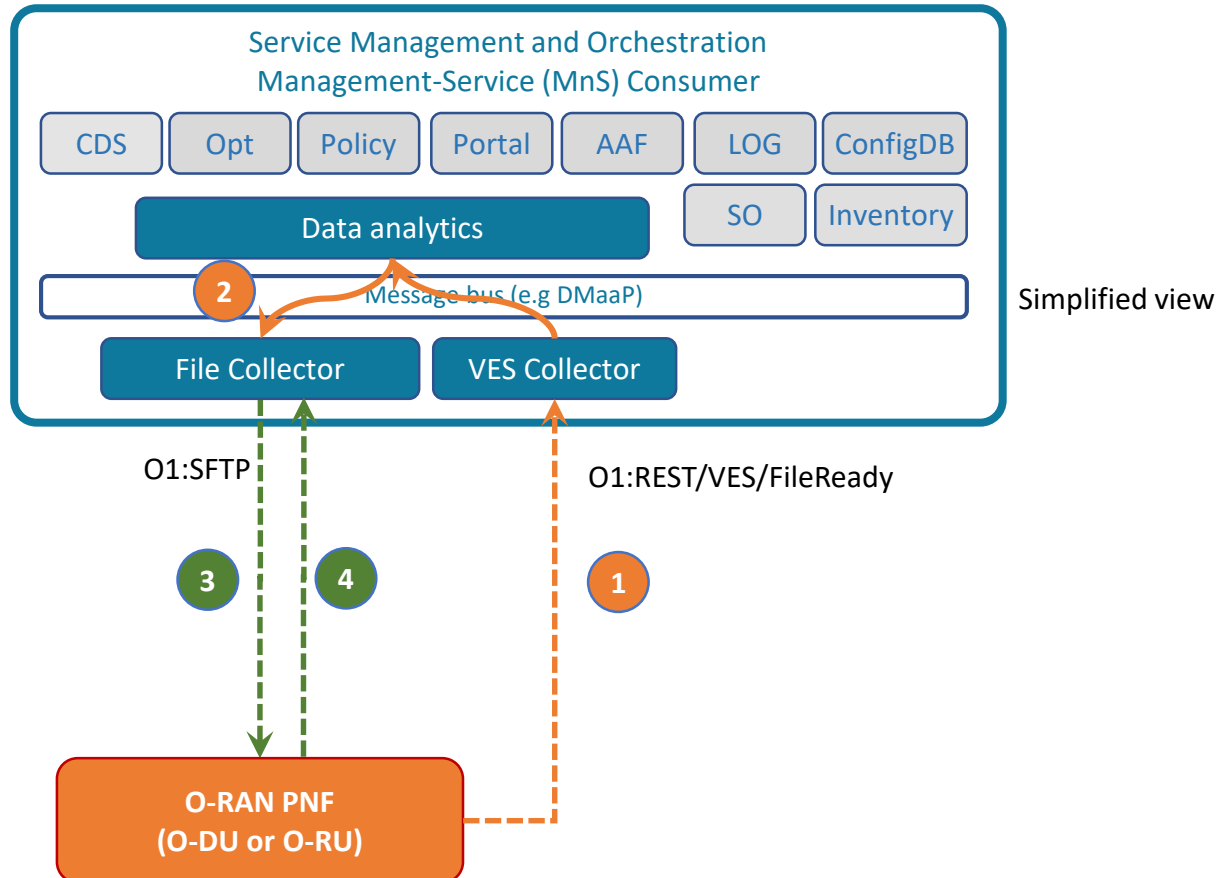 Service Management and Orchestration
Management-Service (MnS) Consumer
CDS
Opt
Policy
Portal
AAF
LOG
ConfigDB
SO
Inventory
Data analytics
2
Message bus (e.g DMaaP)
Simplified view
File Collector
VES Collector
O1:SFTP
O1:REST/VES/FileReady
3
4
1
O-RAN PNF
(O-DU or O-RU)